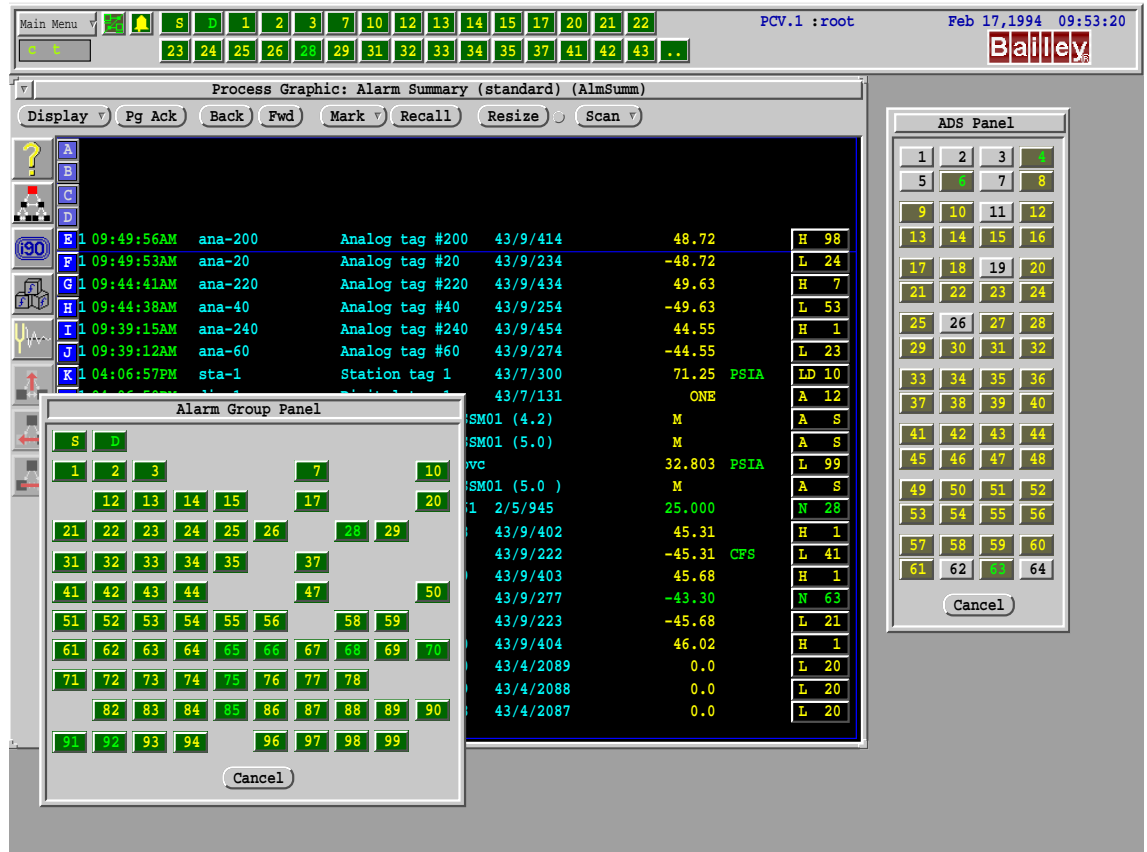 Main Menu S D 1 2 3 7 10 12 13 14 15 17 20 21 22 PCV.1 :root Feb 17,1994 09:53:20
c t 23 24 25 26 28 29 31 32 33 34 35 37 41 42 43 .. Bailey®
Process Graphic: Alarm Summary (standard) (AlmSumm)
Display Pg Ack Back Fwd Mark Recall Resize Scan
?
i90
A
B
C
D
E 1 09:49:56AM ana-200 Analog tag #200 43/9/414 48.72 H 98
F 1 09:49:53AM ana-20 Analog tag #20 43/9/234 -48.72 L 24
G 1 09:44:41AM ana-220 Analog tag #220 43/9/434 49.63 H 7
H 1 09:44:38AM ana-40 Analog tag #40 43/9/254 -49.63 L 53
I 1 09:39:15AM ana-240 Analog tag #240 43/9/454 44.55 H 1
J 1 09:39:12AM ana-60 Analog tag #60 43/9/274 -44.55 L 23
K 1 04:06:57PM sta-1 Station tag 1 43/7/300 71.25 PSIA LD 10
43/7/131 ONE A 12
SM01 (4.2) M A S
SM01 (5.0) M A S
32.803 PSIA L 99
SM01 (5.0 ) M A S
2/5/945 25.000 N 28
43/9/402 45.31 H 1
43/9/222 -45.31 CFS L 41
43/9/403 45.68 H 1
43/9/277 -43.30 N 63
43/9/223 -45.68 L 21
43/9/404 46.02 H 1
43/4/2089 0.0 L 20
43/4/2088 0.0 L 20
43/4/2087 0.0 L 20
Alarm Group Panel
S D
1 2 3 7 10
12 13 14 15 17 20
21 22 23 24 25 26 28 29
31 32 33 34 35 37
41 42 43 44 47 50
51 52 53 54 55 56 58 59
61 62 63 64 65 66 67 68 69 70
71 72 73 74 75 76 77 78
82 83 84 85 86 87 88 89 90
91 92 93 94 96 97 98 99
Cancel
ADS Panel
1 2 3 4
5 6 7 8
9 10 11 12
13 14 15 16
17 18 19 20
21 22 23 24
25 26 27 28
29 30 31 32
33 34 35 36
37 38 39 40
41 42 43 44
45 46 47 48
49 50 51 52
53 54 55 56
57 58 59 60
61 62 63 64
Cancel